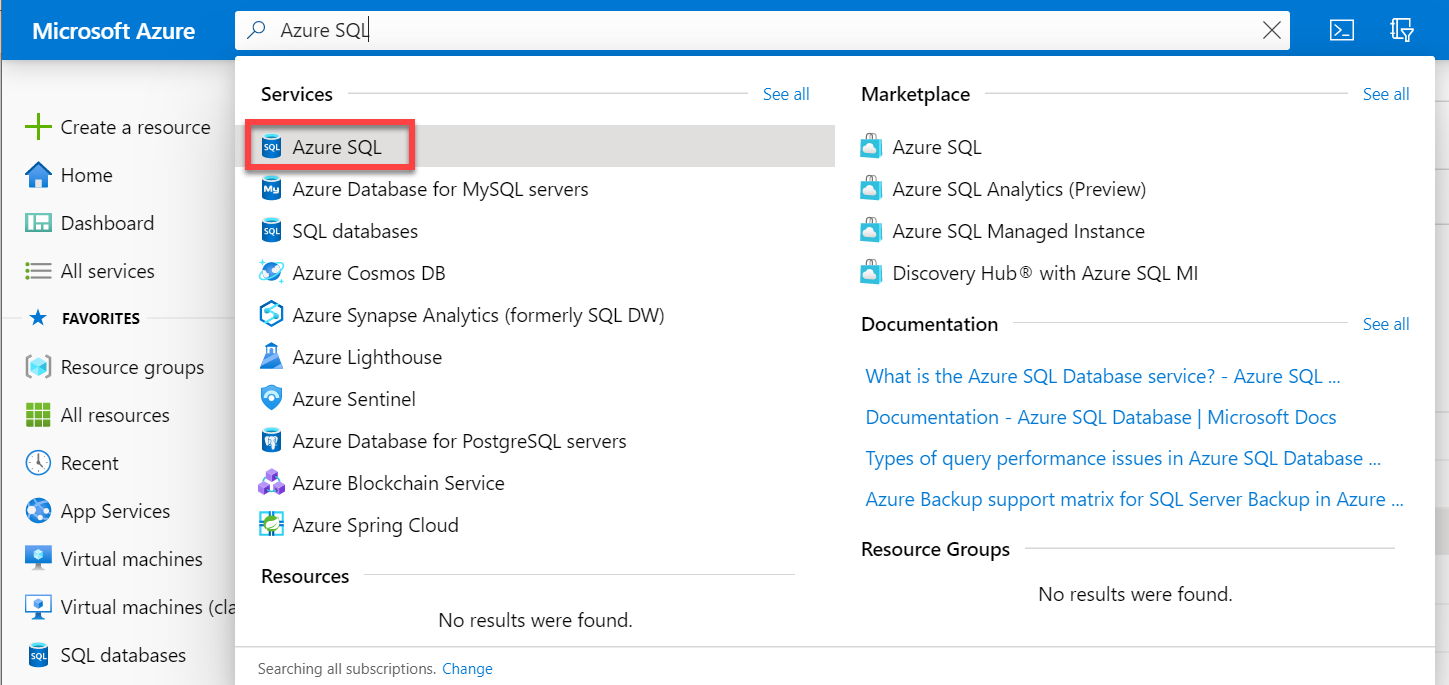 Microsoft Azure
Azure SQL
Create a resource
Home
Dashboard
All services
FAVORITES
Resource groups
All resources
Recent
App Services
Virtual machines
Virtual machines (cla
SQL databases
Services
See all
Azure SQL
Azure Database for MySQL servers
SQL databases
Azure Cosmos DB
Azure Synapse Analytics (formerly SQL DW)
Azure Lighthouse
Azure Sentinel
Azure Database for PostgreSQL servers
Azure Blockchain Service
Azure Spring Cloud
Resources
No results were found.
Marketplace
See all
Azure SQL
Azure SQL Analytics (Preview)
Azure SQL Managed Instance
Discovery Hub® with Azure SQL MI
Documentation
See all
What is the Azure SQL Database service? - Azure SQL ...
Documentation - Azure SQL Database | Microsoft Docs
Types of query performance issues in Azure SQL Database ...
Azure Backup support matrix for SQL Server Backup in Azure ...
Resource Groups
No results were found.
Searching all subscriptions. Change